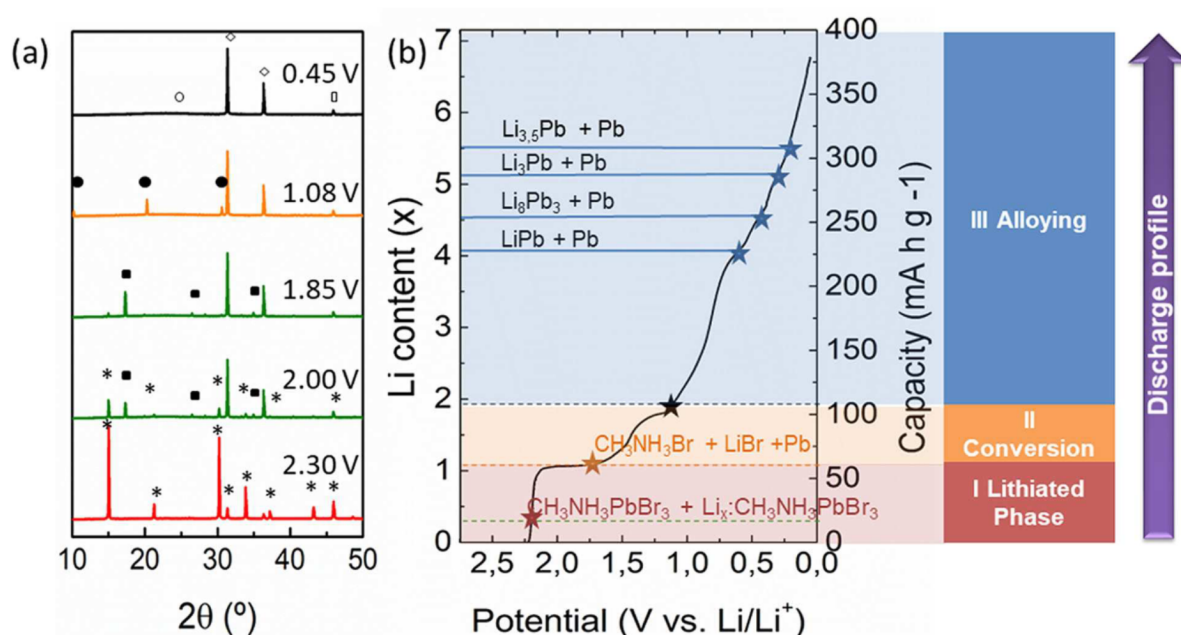 (a)
0.45 V
1.08 V
1.85 V
2.00 V
2.30 V
10 20 30 40 50
2θ (º)
(b)
Li content (x)
7
6
5
4
3
2
1
0
Li3,5Pb + Pb
Li3Pb + Pb
Li8Pb3 + Pb
LiPb + Pb
CH3NH3Br + LiBr +Pb
CH3NH3PbBr3 + Lix:CH3NH3PbBr3
2,5 2,0 1,5 1,0 0,5 0,0
Potential (V vs. Li/Li+)
400
350
300
250
200
150
100
50
0
Capacity (mA h g -1)
III Alloying
II
Conversion
I Lithiated
Phase
Discharge profile